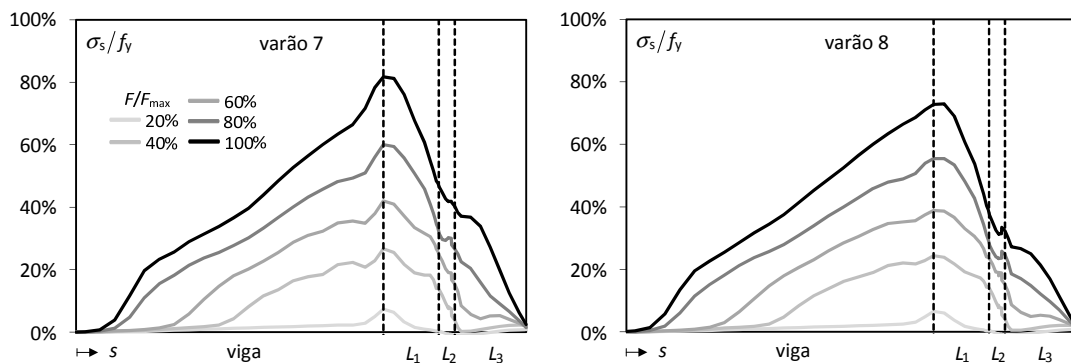 100%
80%
60%
40%
20%
0%
σs/fy
varão 7
F/Fmax
20%
40%
60%
80%
100%
s
viga
L1
L2
L3
100%
80%
60%
40%
20%
0%
σs/fy
varão 8
s
viga
L1
L2
L3